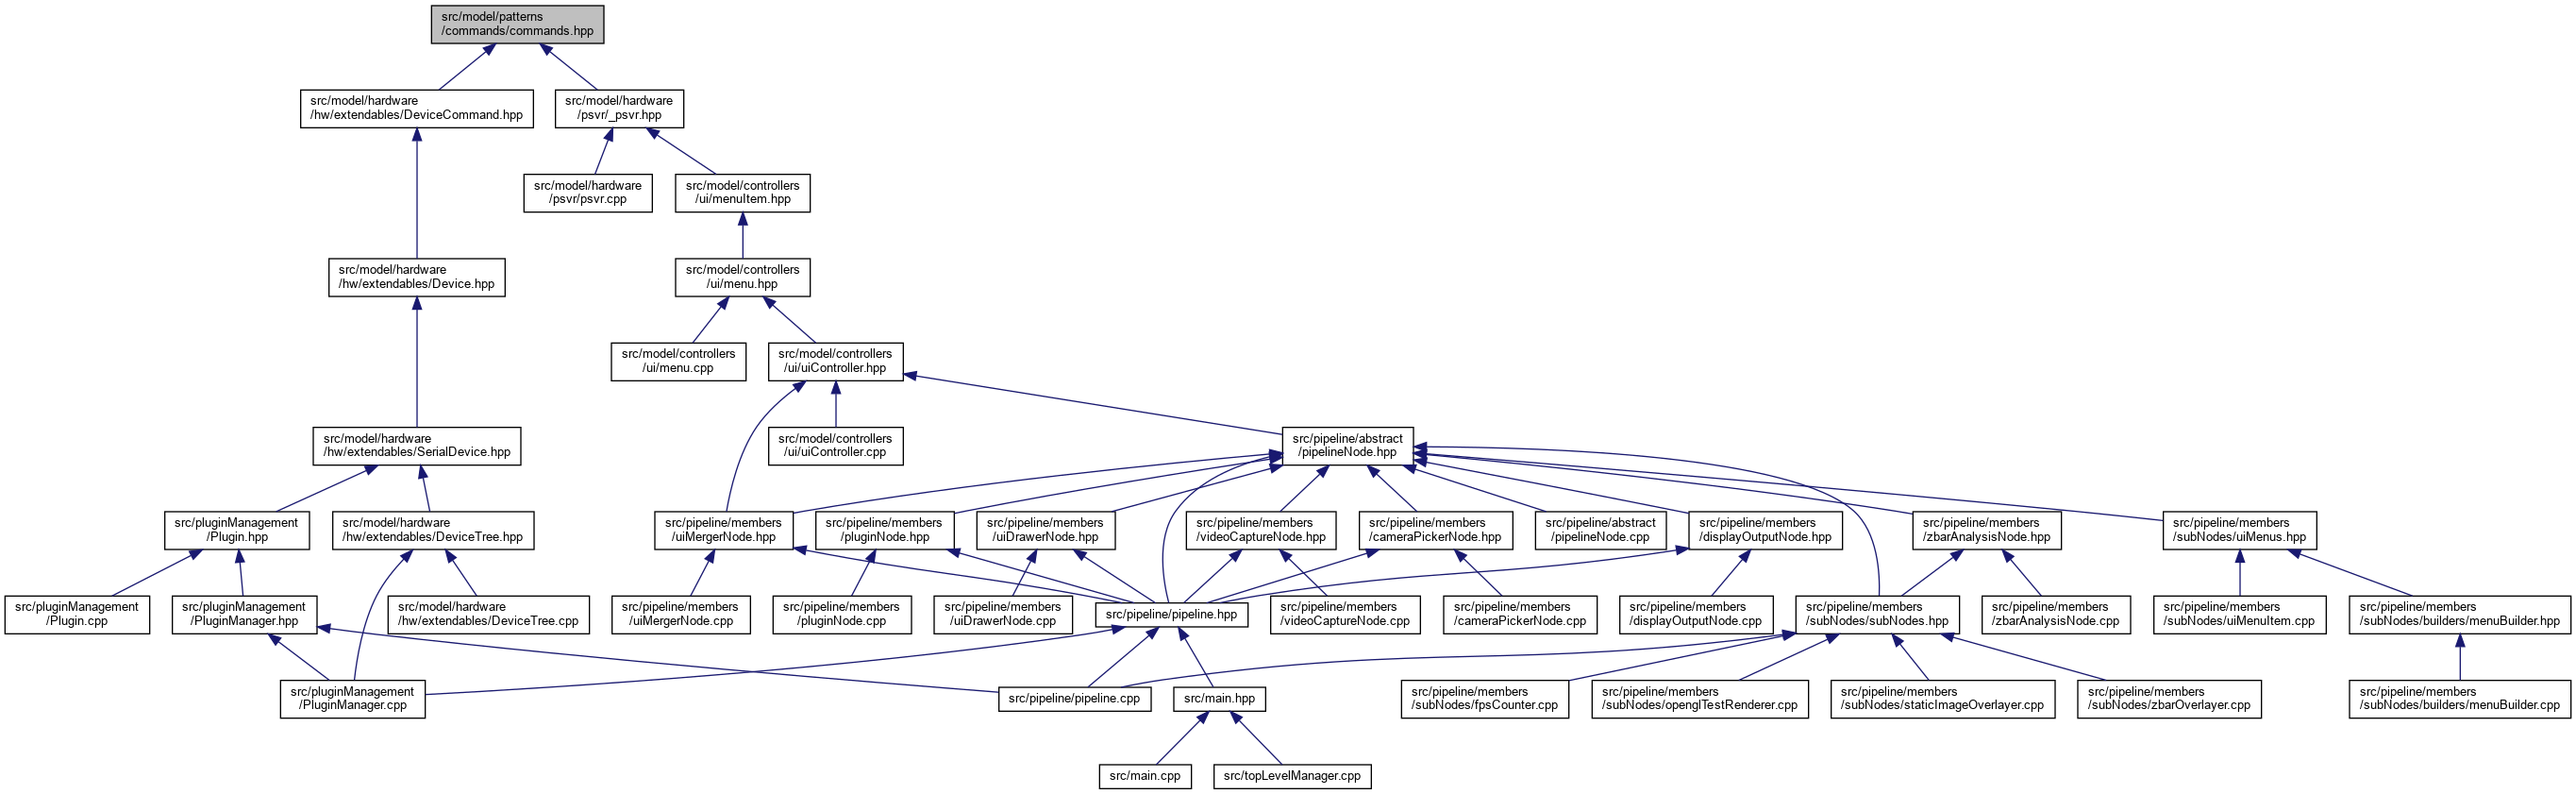 src/model/patterns
/commands/commands.hpp
src/model/hardware
/hw/extendables/DeviceCommand.hpp
src/model/hardware
/psvr/_psvr.hpp
src/model/hardware
/psvr/psvr.cpp
src/model/controllers
/ui/menuItem.hpp
src/model/hardware
/hw/extendables/Device.hpp
src/model/controllers
/ui/menu.hpp
src/model/controllers
/ui/menu.cpp
src/model/controllers
/ui/uiController.hpp
src/model/hardware
/hw/extendables/SerialDevice.hpp
src/model/controllers
/ui/uiController.cpp
src/pipeline/abstract
/pipelineNode.hpp
src/pluginManagement
/Plugin.hpp
src/model/hardware
/hw/extendables/DeviceTree.hpp
src/pipeline/members
/uiMergerNode.hpp
src/pipeline/members
/pluginNode.hpp
src/pipeline/members
/uiDrawerNode.hpp
src/pipeline/members
/videoCaptureNode.hpp
src/pipeline/members
/cameraPickerNode.hpp
src/pipeline/abstract
/pipelineNode.cpp
src/pipeline/members
/displayOutputNode.hpp
src/pipeline/members
/zbarAnalysisNode.hpp
src/pipeline/members
/subNodes/uiMenus.hpp
src/pluginManagement
/Plugin.cpp
src/pluginManagement
/PluginManager.hpp
src/model/hardware
/hw/extendables/DeviceTree.cpp
src/pipeline/members
/uiMergerNode.cpp
src/pipeline/members
/pluginNode.cpp
src/pipeline/members
/uiDrawerNode.cpp
src/pipeline/pipeline.hpp
src/pipeline/members
/videoCaptureNode.cpp
src/pipeline/members
/cameraPickerNode.cpp
src/pipeline/members
/displayOutputNode.cpp
src/pipeline/members
/subNodes/subNodes.hpp
src/pipeline/members
/zbarAnalysisNode.cpp
src/pipeline/members
/subNodes/uiMenuItem.cpp
src/pipeline/members
/subNodes/builders/menuBuilder.hpp
src/pluginManagement
/PluginManager.cpp
src/pipeline/pipeline.cpp
src/main.hpp
src/pipeline/members
/subNodes/fpsCounter.cpp
src/pipeline/members
/subNodes/openglTestRenderer.cpp
src/pipeline/members
/subNodes/staticImageOverlayer.cpp
src/pipeline/members
/subNodes/zbarOverlayer.cpp
src/pipeline/members
/subNodes/builders/menuBuilder.cpp
src/main.cpp
src/topLevelManager.cpp